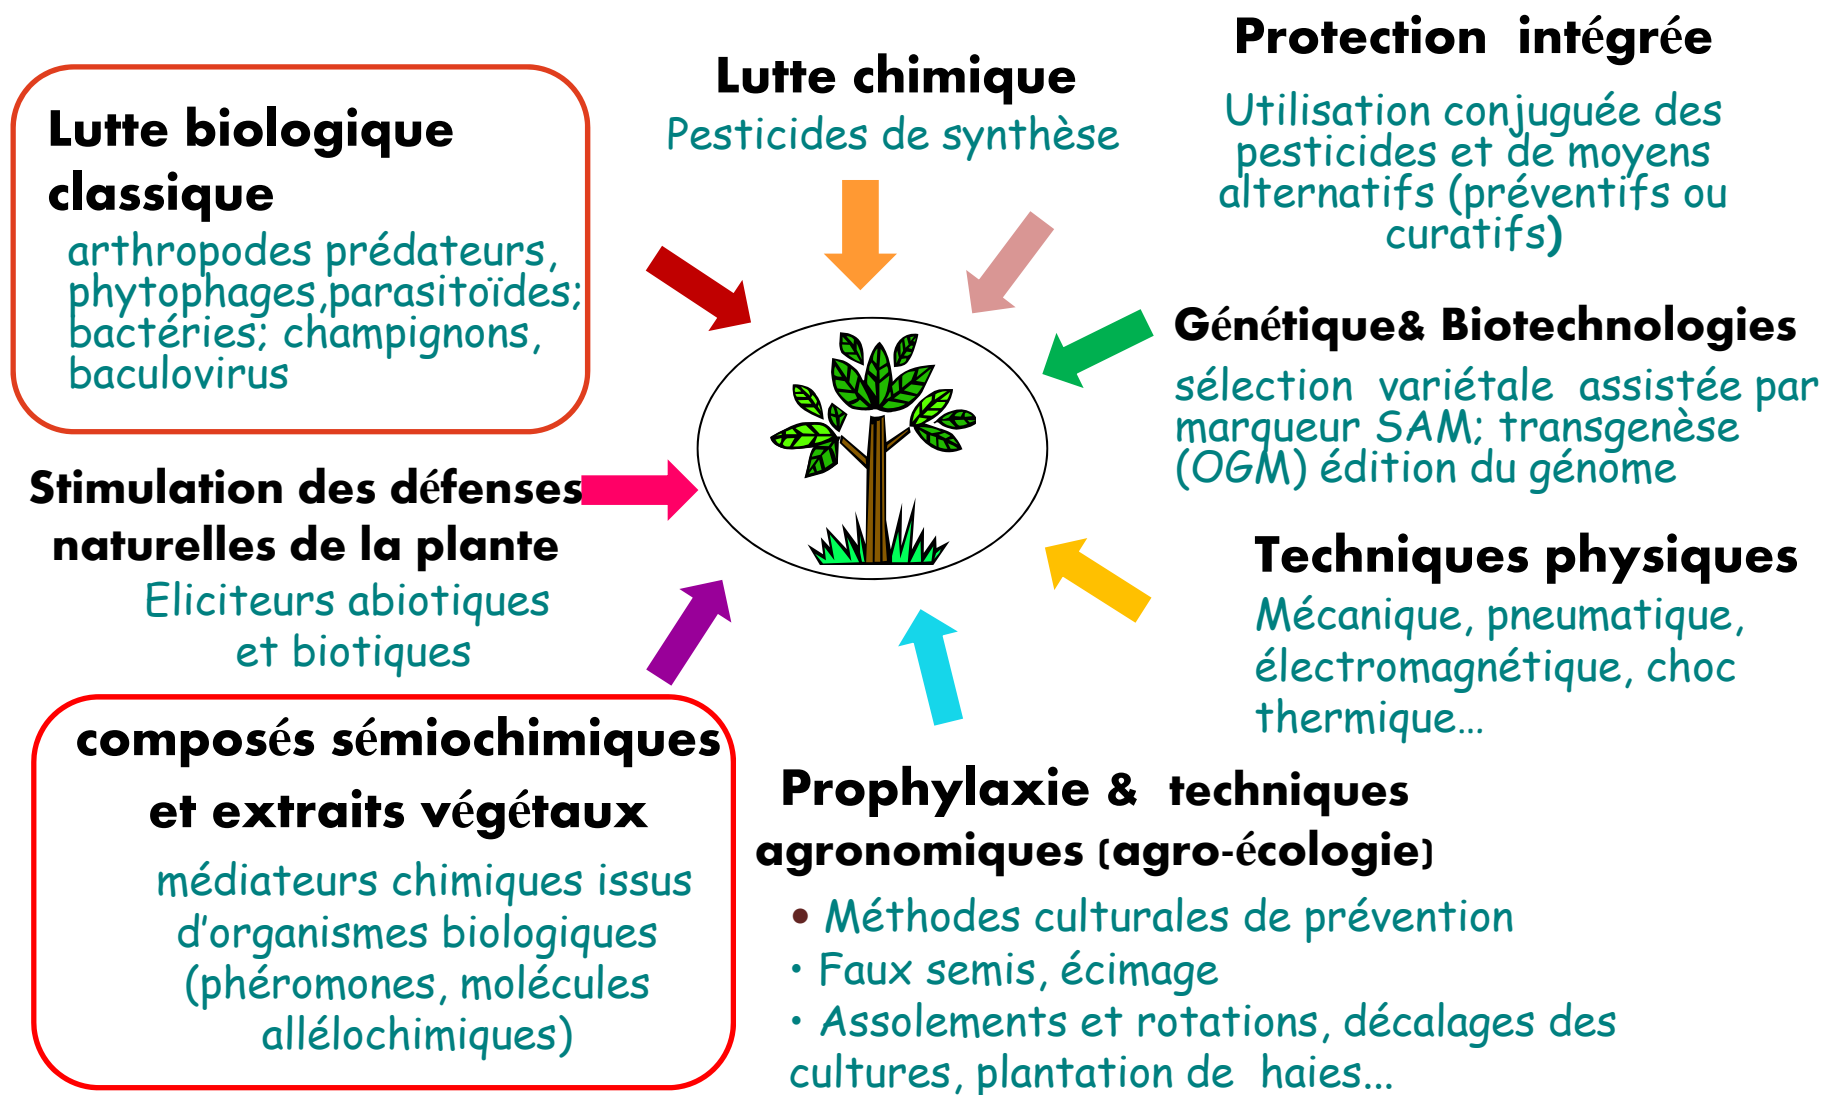 Lutte biologique
classique
arthropodes prédateurs,
phytophages,parasitoïdes;
bactéries; champignons,
baculovirus
Lutte chimique
Pesticides de synthèse
Protection intégrée
Utilisation conjuguée des
pesticides et de moyens
alternatifs (préventifs ou
curatifs)
Génétique& Biotechnologies
sélection variétale assistée par
marqueur SAM; transgenèse
(OGM) édition du génome
Stimulation des défenses
naturelles de la plante
Eliciteurs abiotiques
et biotiques
Techniques physiques
Mécanique, pneumatique,
électromagnétique, choc
thermique...
composés sémiochimiques
et extraits végétaux
médiateurs chimiques issus
d’organismes biologiques
(phéromones, molécules
allélochimiques)
Prophylaxie & techniques
agronomiques (agro-écologie)
• Méthodes culturales de prévention
• Faux semis, écimage
• Assolements et rotations, décalages des
cultures, plantation de haies...